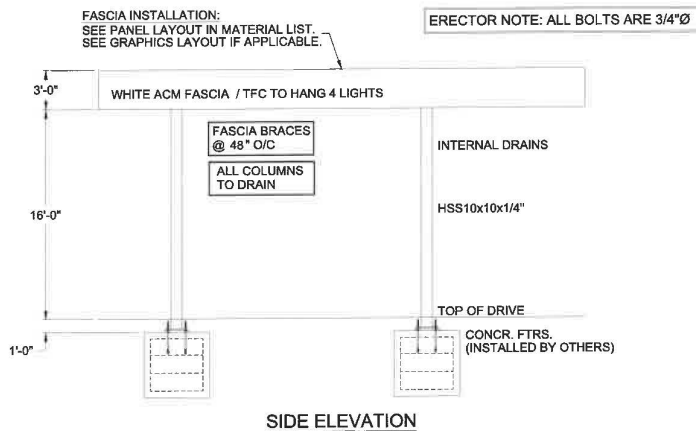 FASCIA INSTALLATION:
SEE PANEL LAYOUT IN MATERIAL LIST.
SEE GRAPHICS LAYOUT IF APPLICABLE.
ERECTOR NOTE: ALL BOLTS ARE 3/4"Ø
3'-0"
WHITE ACM FASCIA / TFC TO HANG 4 LIGHTS
FASCIA BRACES
@ 48" O/C
INTERNAL DRAINS
ALL COLUMNS
TO DRAIN
16'-0"
HSS10x10x1/4"
TOP OF DRIVE
1'-0"
CONCR. FTRS.
(INSTALLED BY OTHERS)
SIDE ELEVATION